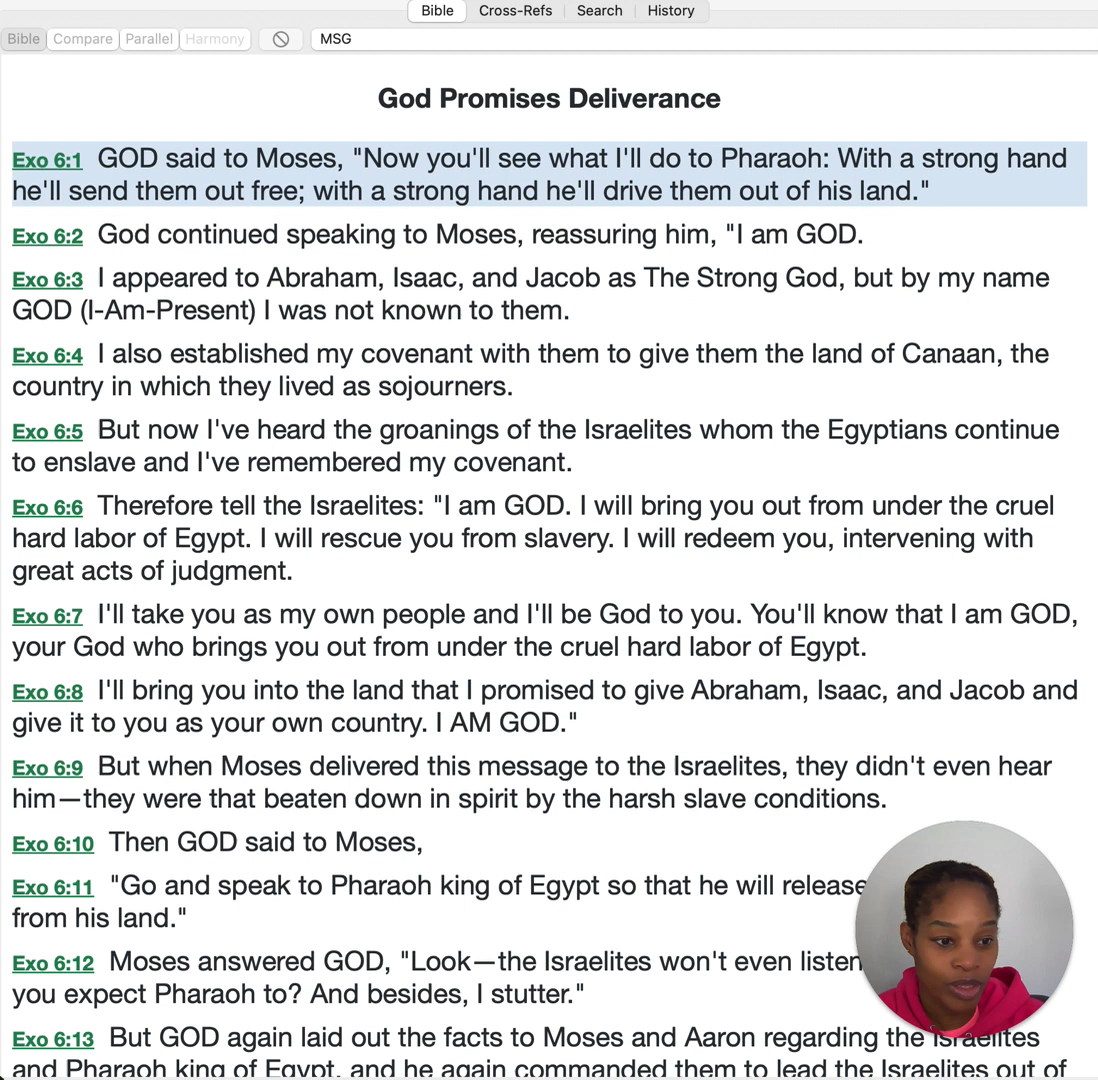 Bible Cross-Refs Search History
Bible Compare Parallel Harmony MSG
God Promises Deliverance
Exo 6:1 GOD said to Moses, "Now you'll see what I'll do to Pharaoh: With a strong hand
he'll send them out free; with a strong hand he'll drive them out of his land."
Exo 6:2 God continued speaking to Moses, reassuring him, "I am GOD.
Exo 6:3 I appeared to Abraham, Isaac, and Jacob as The Strong God, but by my name
GOD (I-Am-Present) I was not known to them.
Exo 6:4 I also established my covenant with them to give them the land of Canaan, the
country in which they lived as sojourners.
Exo 6:5 But now I've heard the groanings of the Israelites whom the Egyptians continue
to enslave and I've remembered my covenant.
Exo 6:6 Therefore tell the Israelites: "I am GOD. I will bring you out from under the cruel
hard labor of Egypt. I will rescue you from slavery. I will redeem you, intervening with
great acts of judgment.
Exo 6:7 I'll take you as my own people and I'll be God to you. You'll know that I am GOD,
your God who brings you out from under the cruel hard labor of Egypt.
Exo 6:8 I'll bring you into the land that I promised to give Abraham, Isaac, and Jacob and
give it to you as your own country. I AM GOD."
Exo 6:9 But when Moses delivered this message to the Israelites, they didn't even hear
him—they were that beaten down in spirit by the harsh slave conditions.
Exo 6:10 Then GOD said to Moses,
Exo 6:11 "Go and speak to Pharaoh king of Egypt so that he will release
from his land."
Exo 6:12 Moses answered GOD, "Look—the Israelites won't even listen
you expect Pharaoh to? And besides, I stutter."
Exo 6:13 But GOD again laid out the facts to Moses and Aaron regarding the Israelites
and Pharaoh king of Egypt, and he again commanded them to lead the Israelites out of